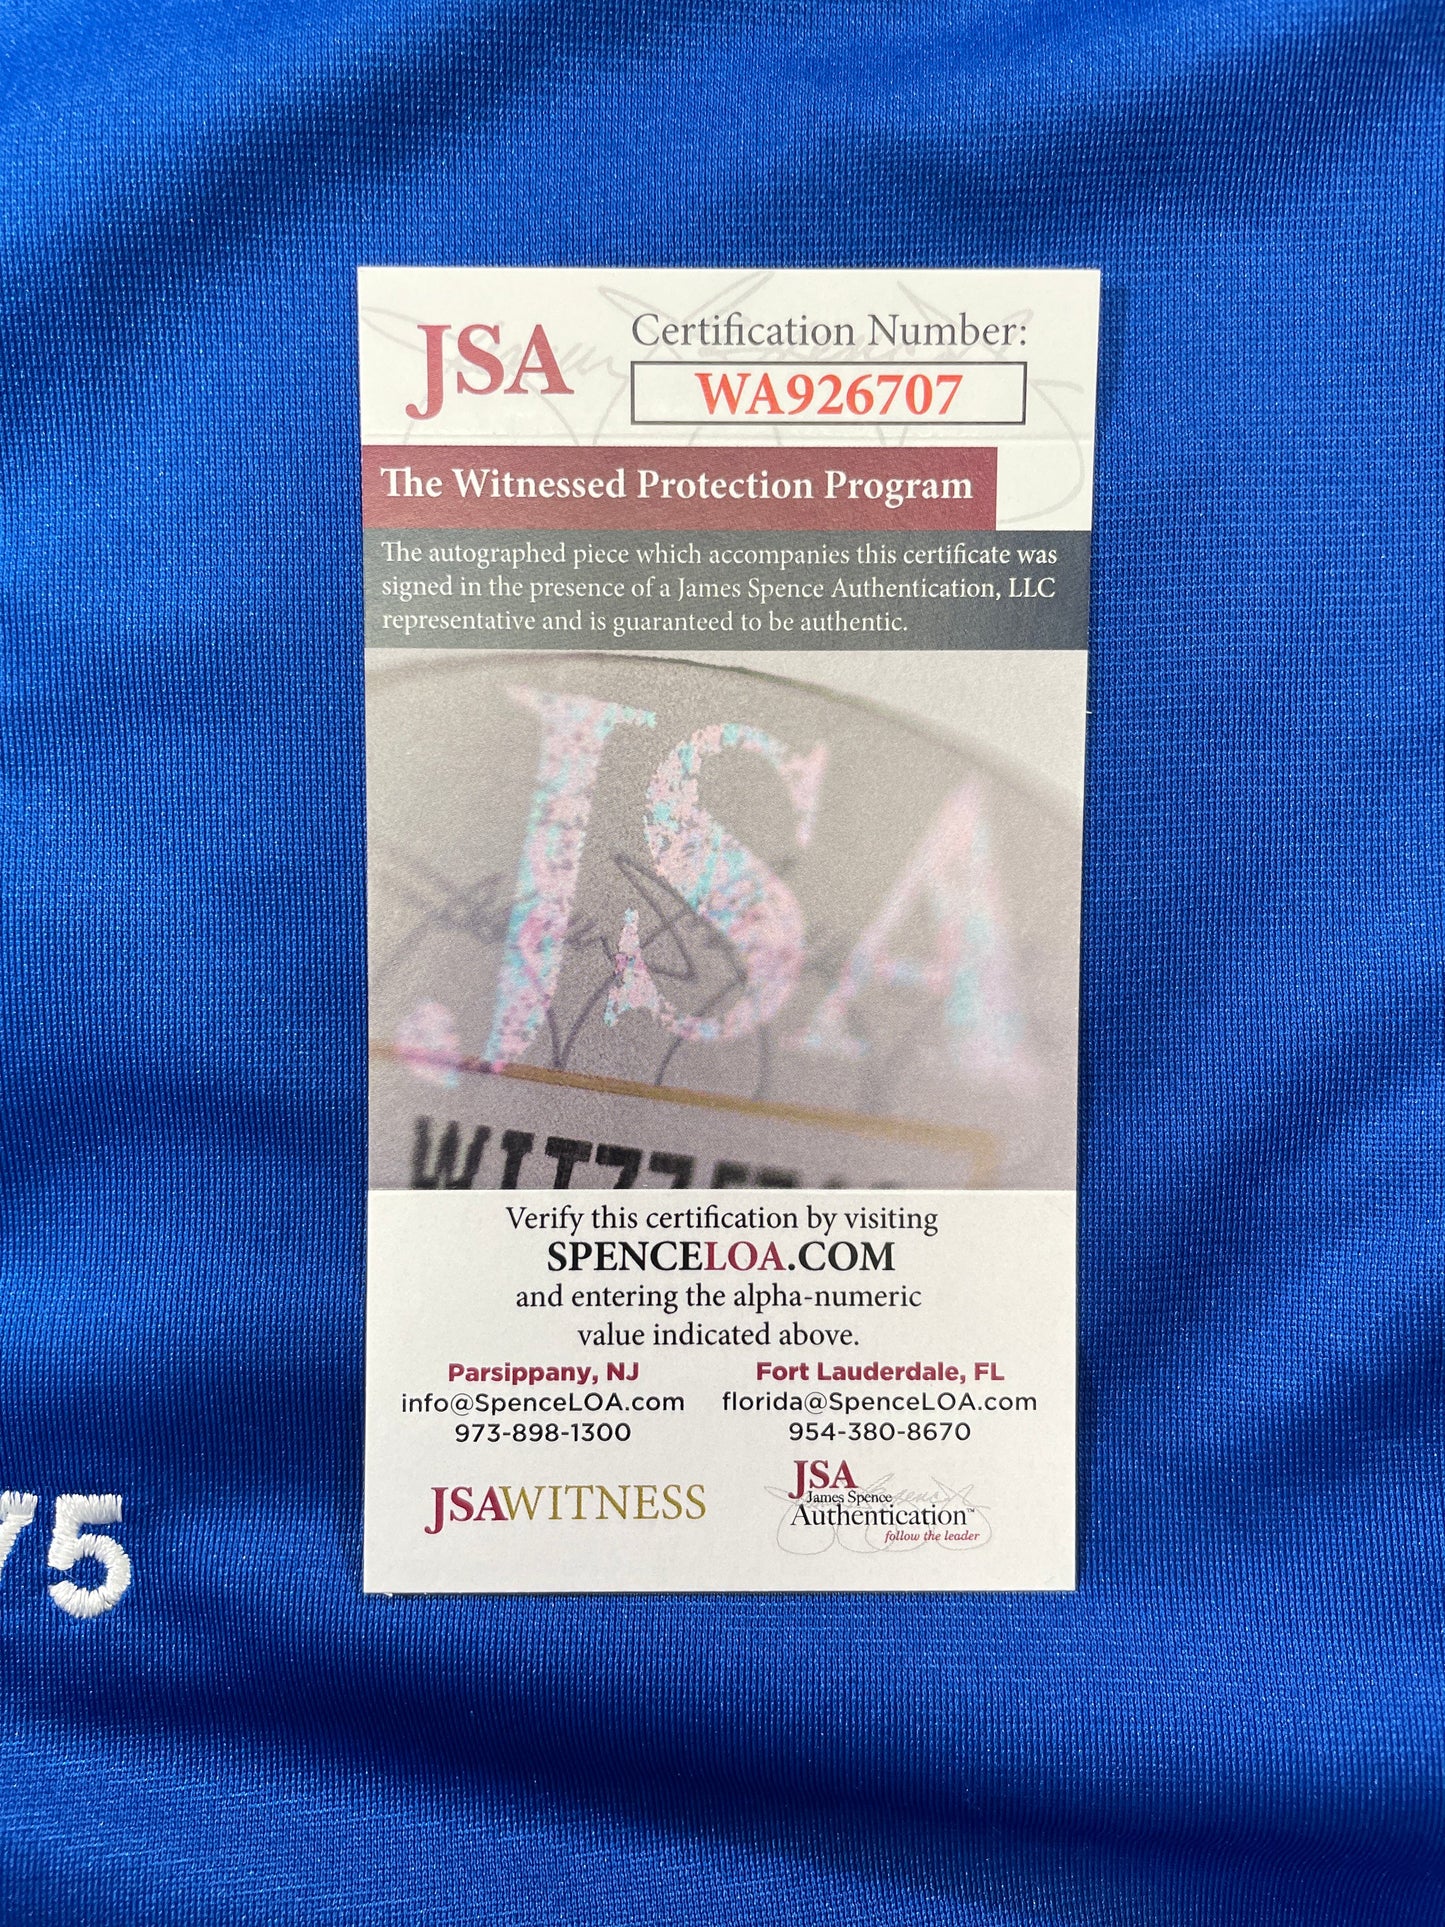 JSA
Certification Number:
WA926707
The Witnessed Protection Program
The autographed piece which accompanies this certificate was
signed in the presence of a James Spence Authentication, LLC
representative and is guaranteed to be authentic.
JSA
Verify this certification by visiting
SPENCELOA.COM
and entering the alpha-numeric
value indicated above.
Parsippany, NJ
info@SpenceLOA.com
973-898-1300
Fort Lauderdale, FL
florida@SpenceLOA.com
954-380-8670
JSAWITNESS
JSA
James Spence
Authentication™
follow the leader
75